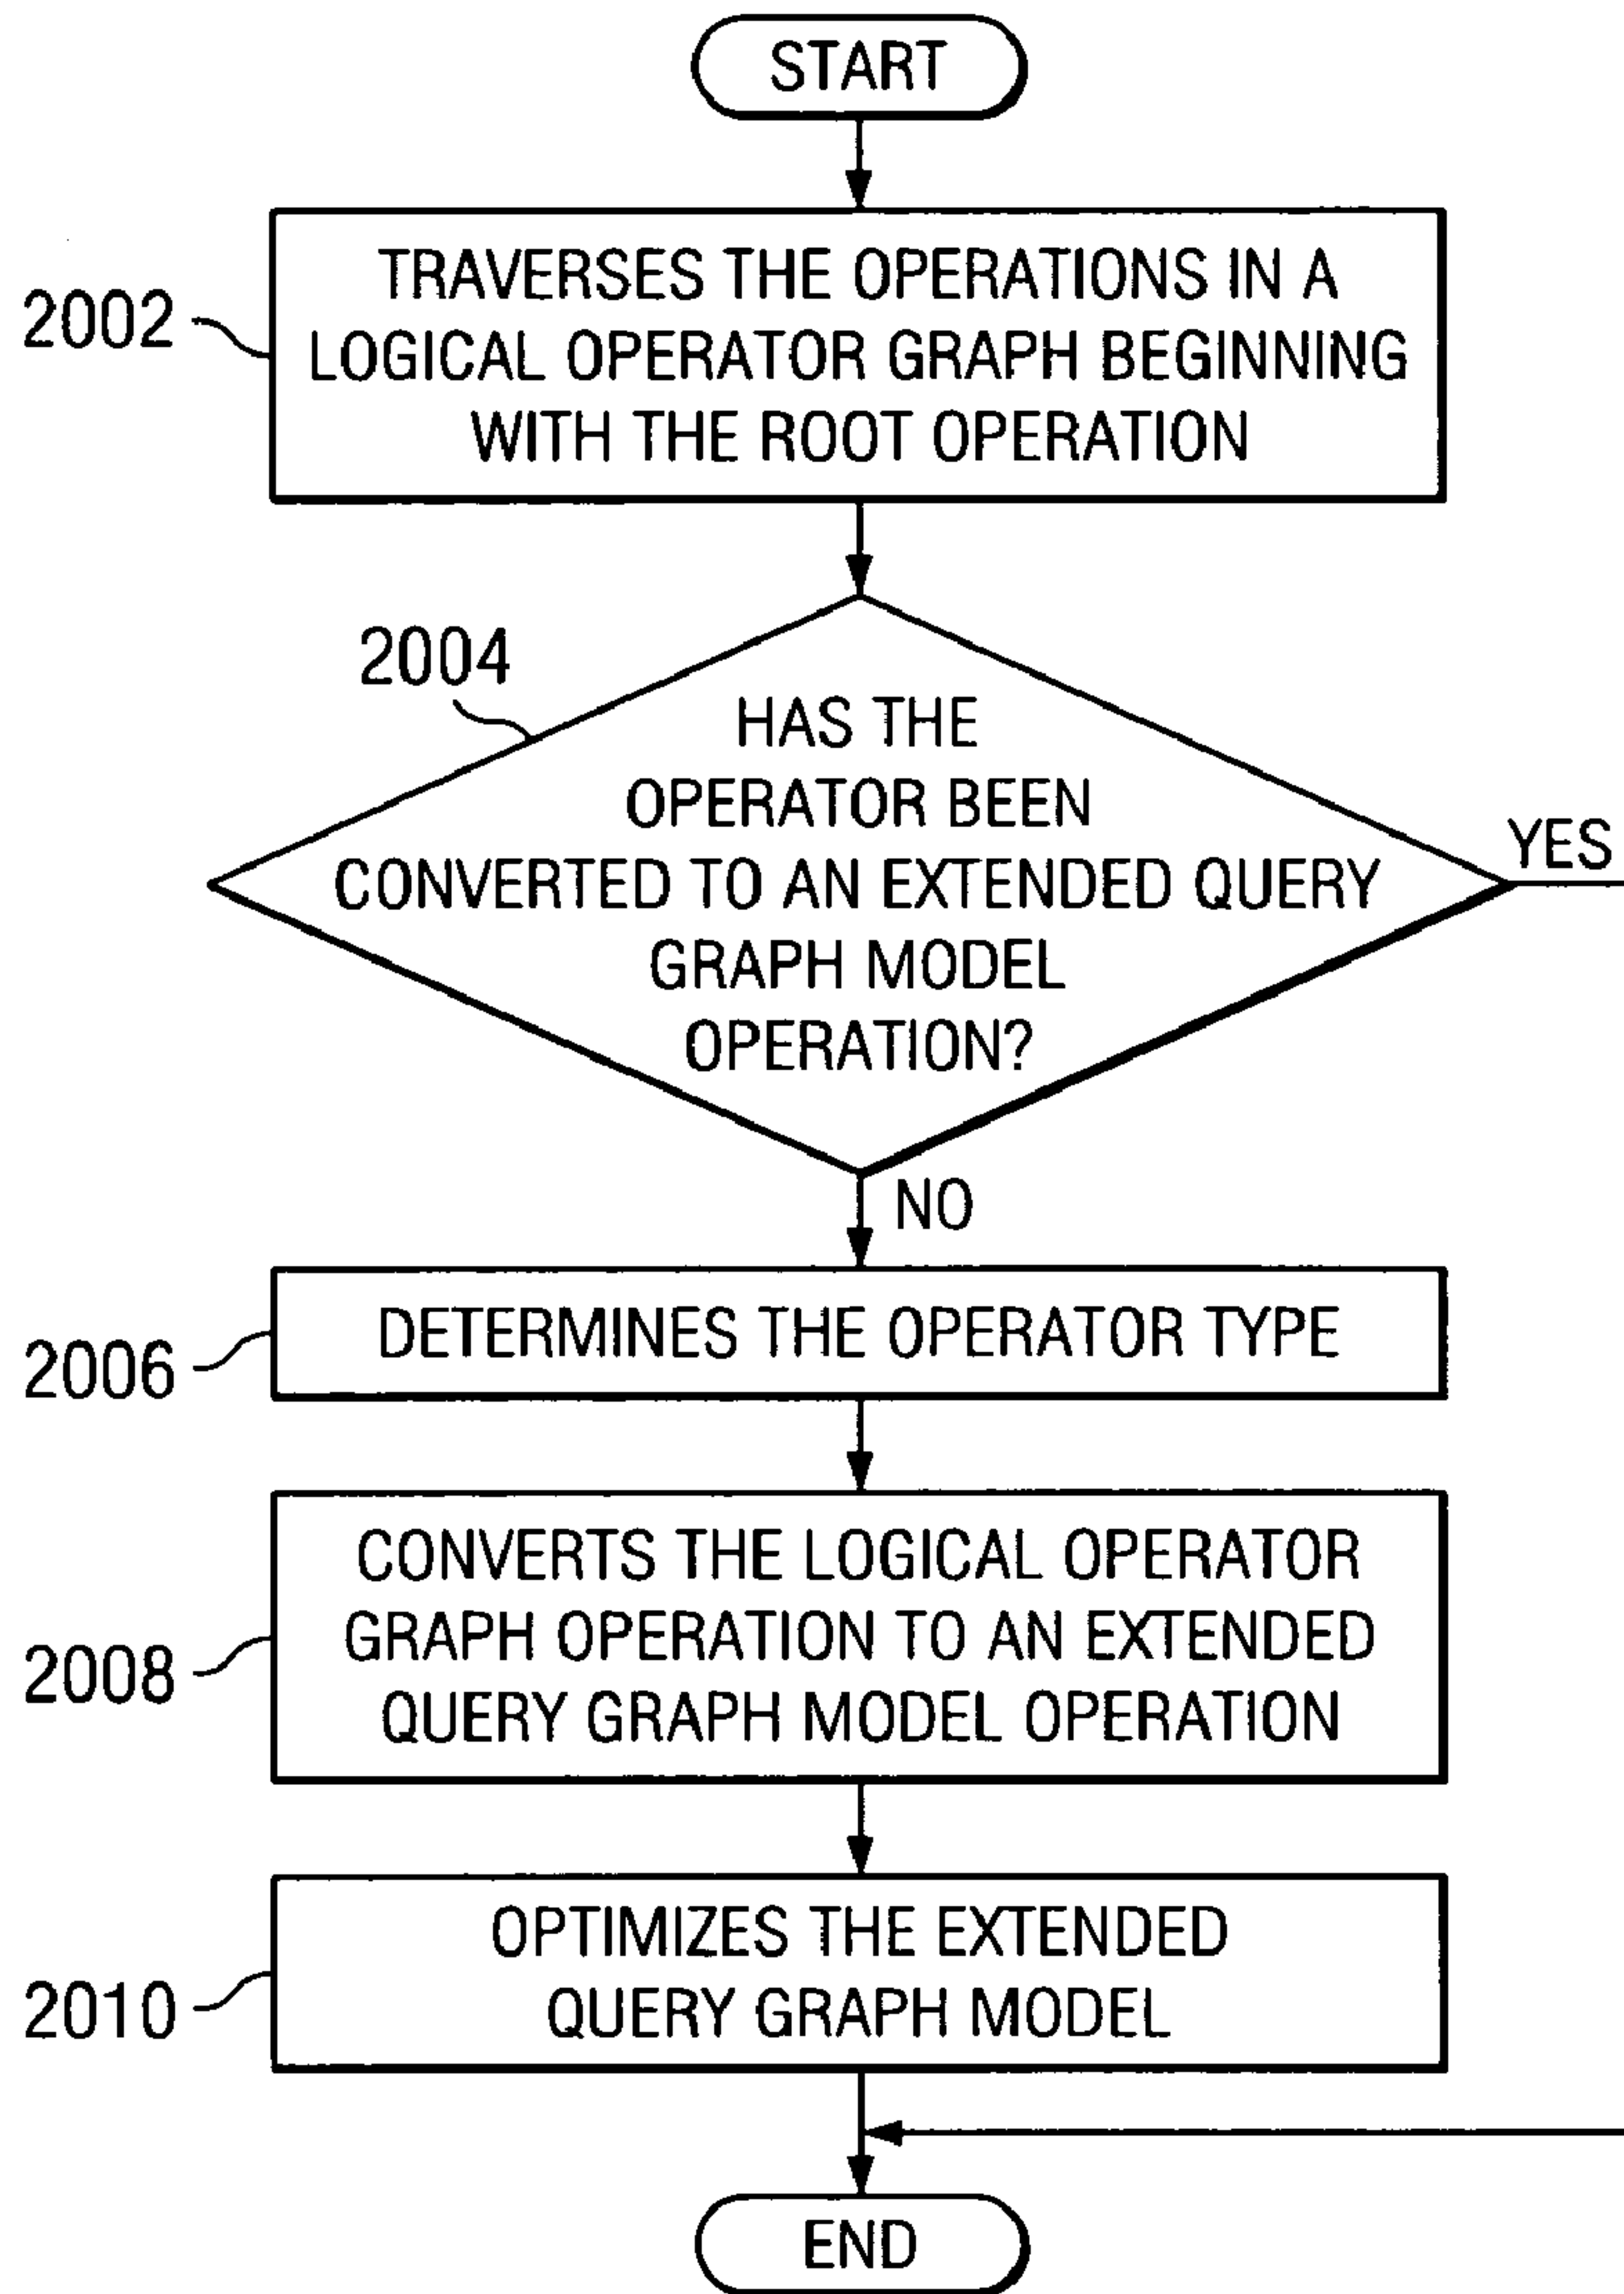 START
2002
TRAVERSES THE OPERATIONS IN A
LOGICAL OPERATOR GRAPH BEGINNING
WITH THE ROOT OPERATION
2004
HAS THE
OPERATOR BEEN
CONVERTED TO AN EXTENDED QUERY
GRAPH MODEL
OPERATION?
YES
NO
2006
DETERMINES THE OPERATOR TYPE
2008
CONVERTS THE LOGICAL OPERATOR
GRAPH OPERATION TO AN EXTENDED
QUERY GRAPH MODEL OPERATION
2010
OPTIMIZES THE EXTENDED
QUERY GRAPH MODEL
END